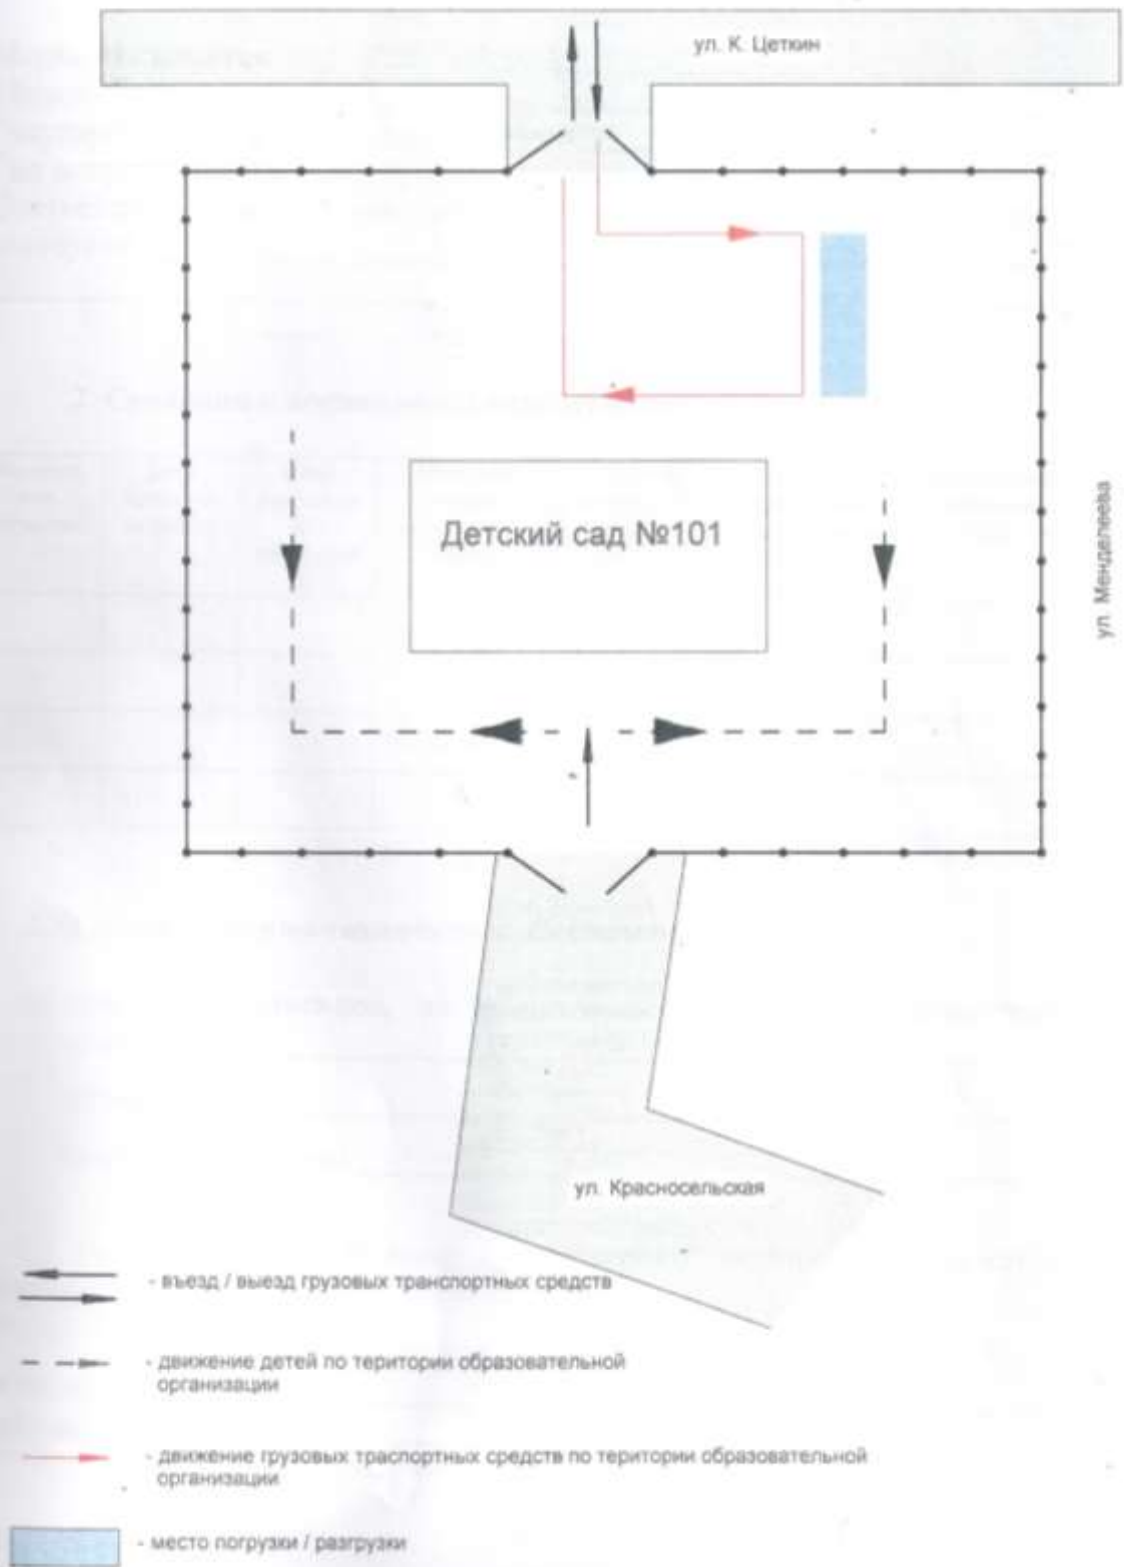 ул. К. Цеткин
Детский сад №101
ул. Менделеева
ул. Красносельская
- въезд / выезд грузовых транспортных средств
- движение детей по територии образовательной
организации
- движение грузовых траспортных средств по територии образовательной
организации
- место погрузки / разгрузки